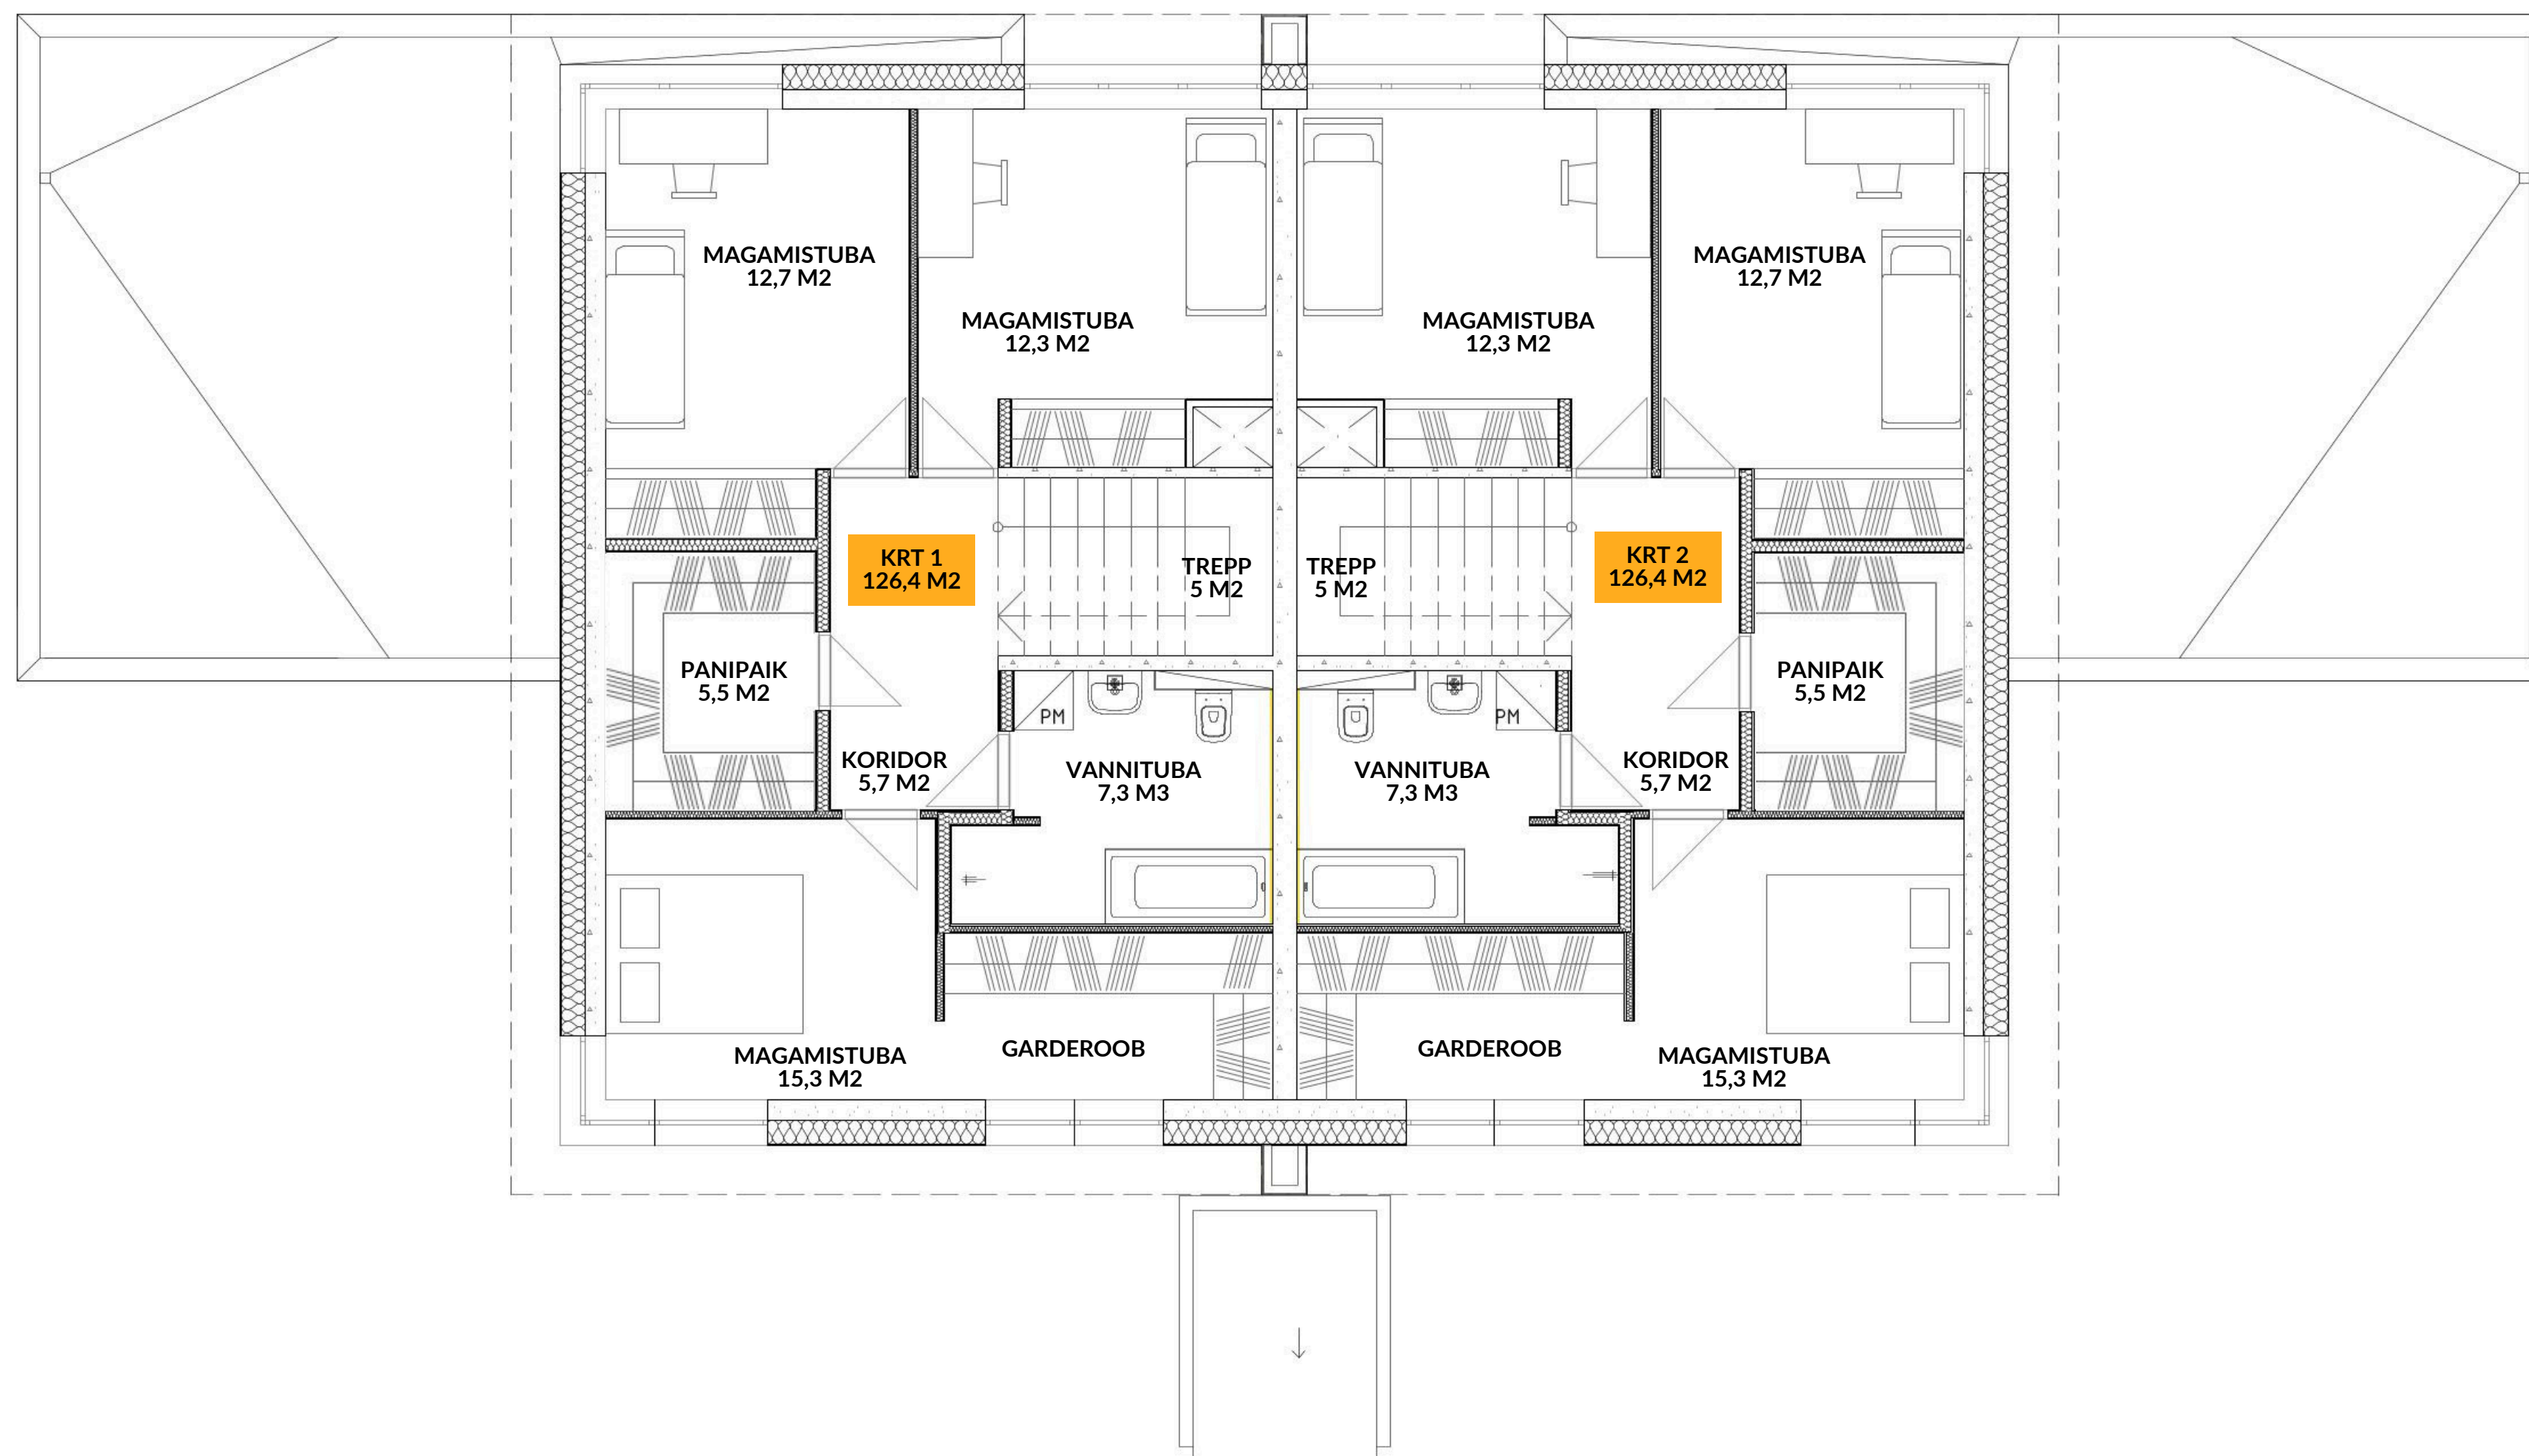 MAGAMISTUBA
12,7 M2
MAGAMISTUBA
12,3 M2
MAGAMISTUBA
12,3 M2
MAGAMISTUBA
12,7 M2
KRT 1
126,4 M2
TREPP
5 M2
TREPP
5 M2
KRT 2
126,4 M2
PANIPAIK
5,5 M2
PM
PM
PANIPAIK
5,5 M2
KORIDOR
5,7 M2
VANNITUBA
7,3 M3
VANNITUBA
7,3 M3
KORIDOR
5,7 M2
MAGAMISTUBA
15,3 M2
GARDEROOB
GARDEROOB
MAGAMISTUBA
15,3 M2